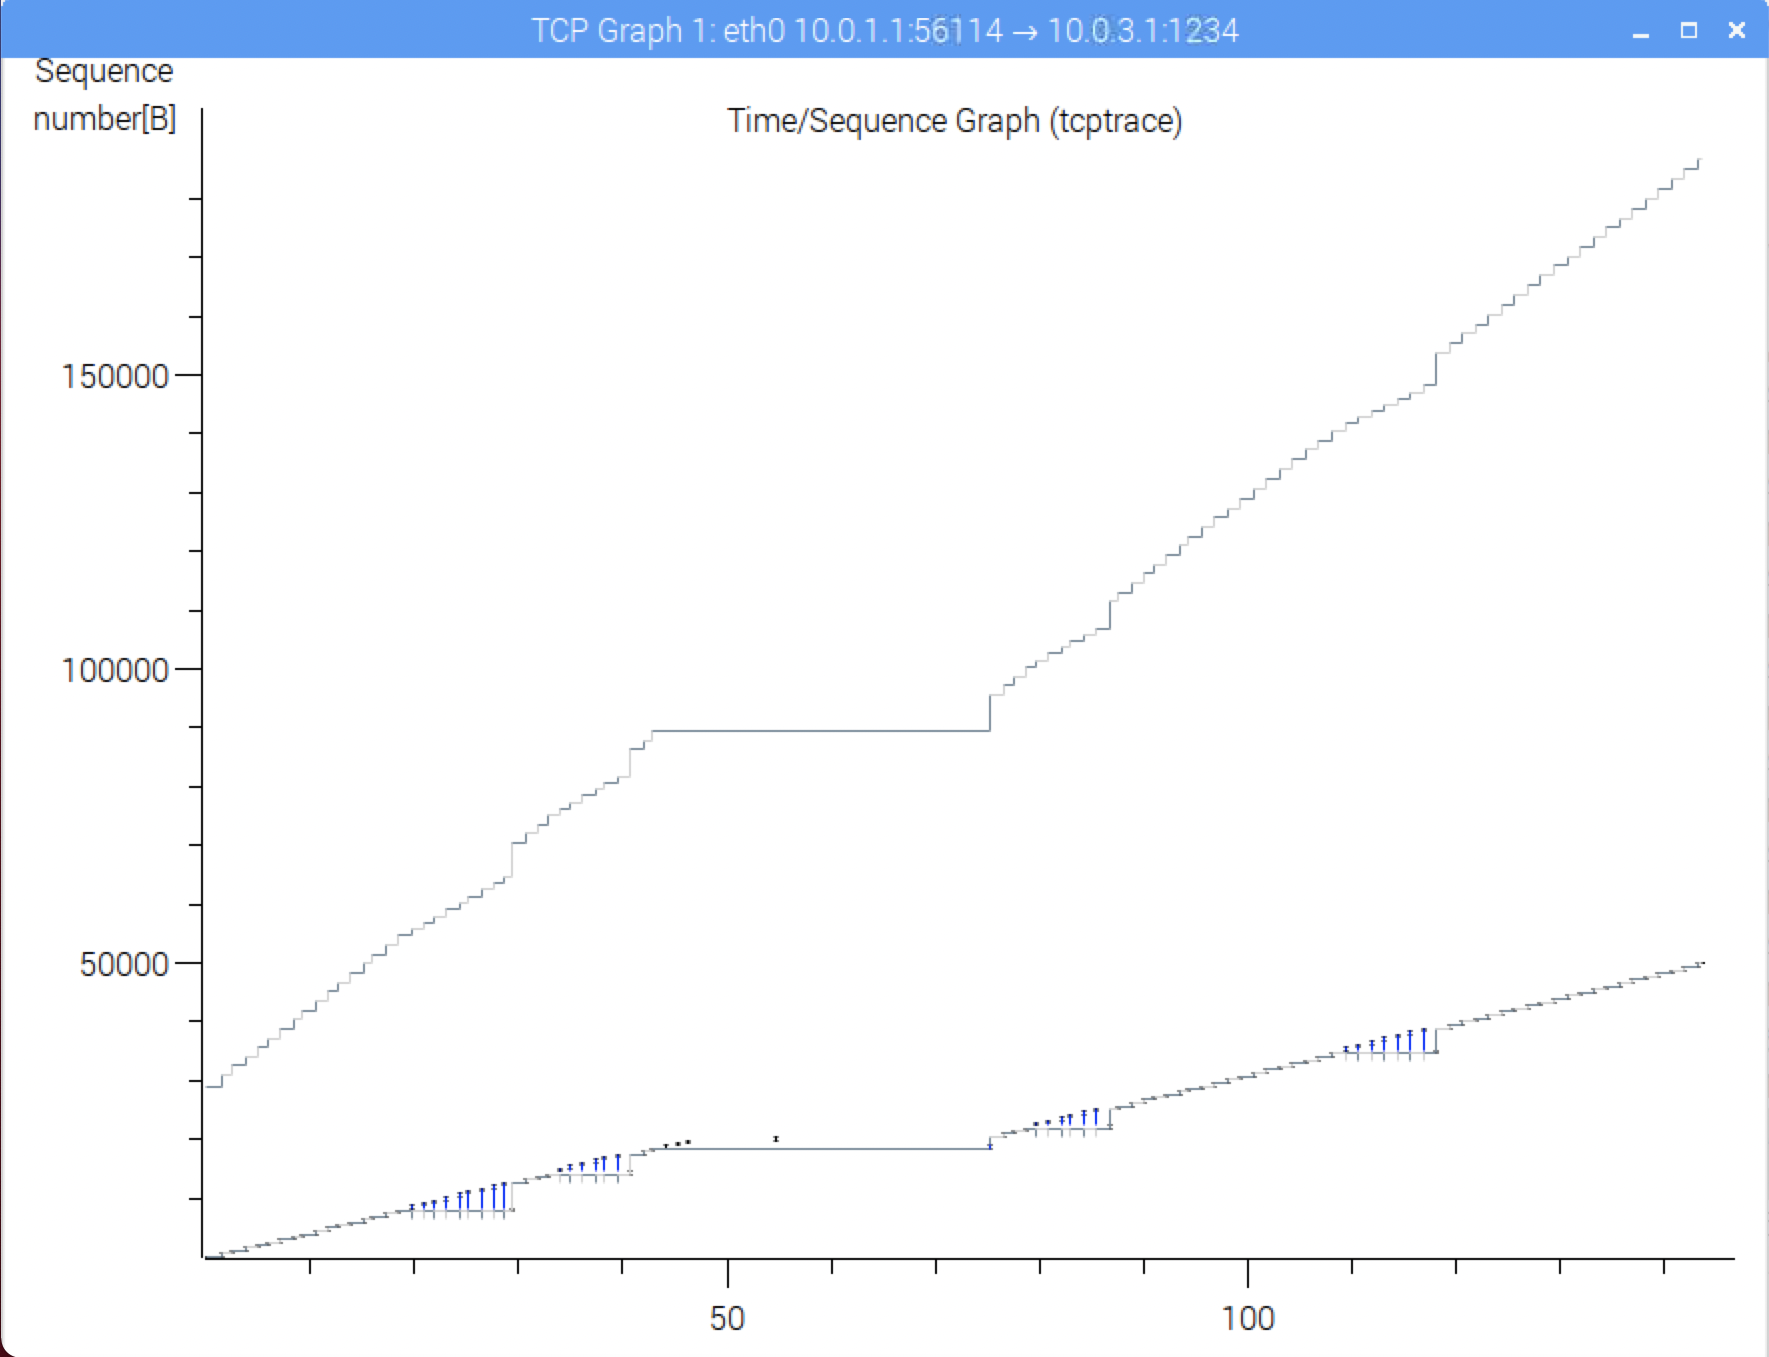 TCP Graph 1: eth0 10.0.1.1:56114 → 10.0.3.1:1234
Sequence
number[B]
Time/Sequence Graph (tcptrace)
150000
100000
50000
50
100